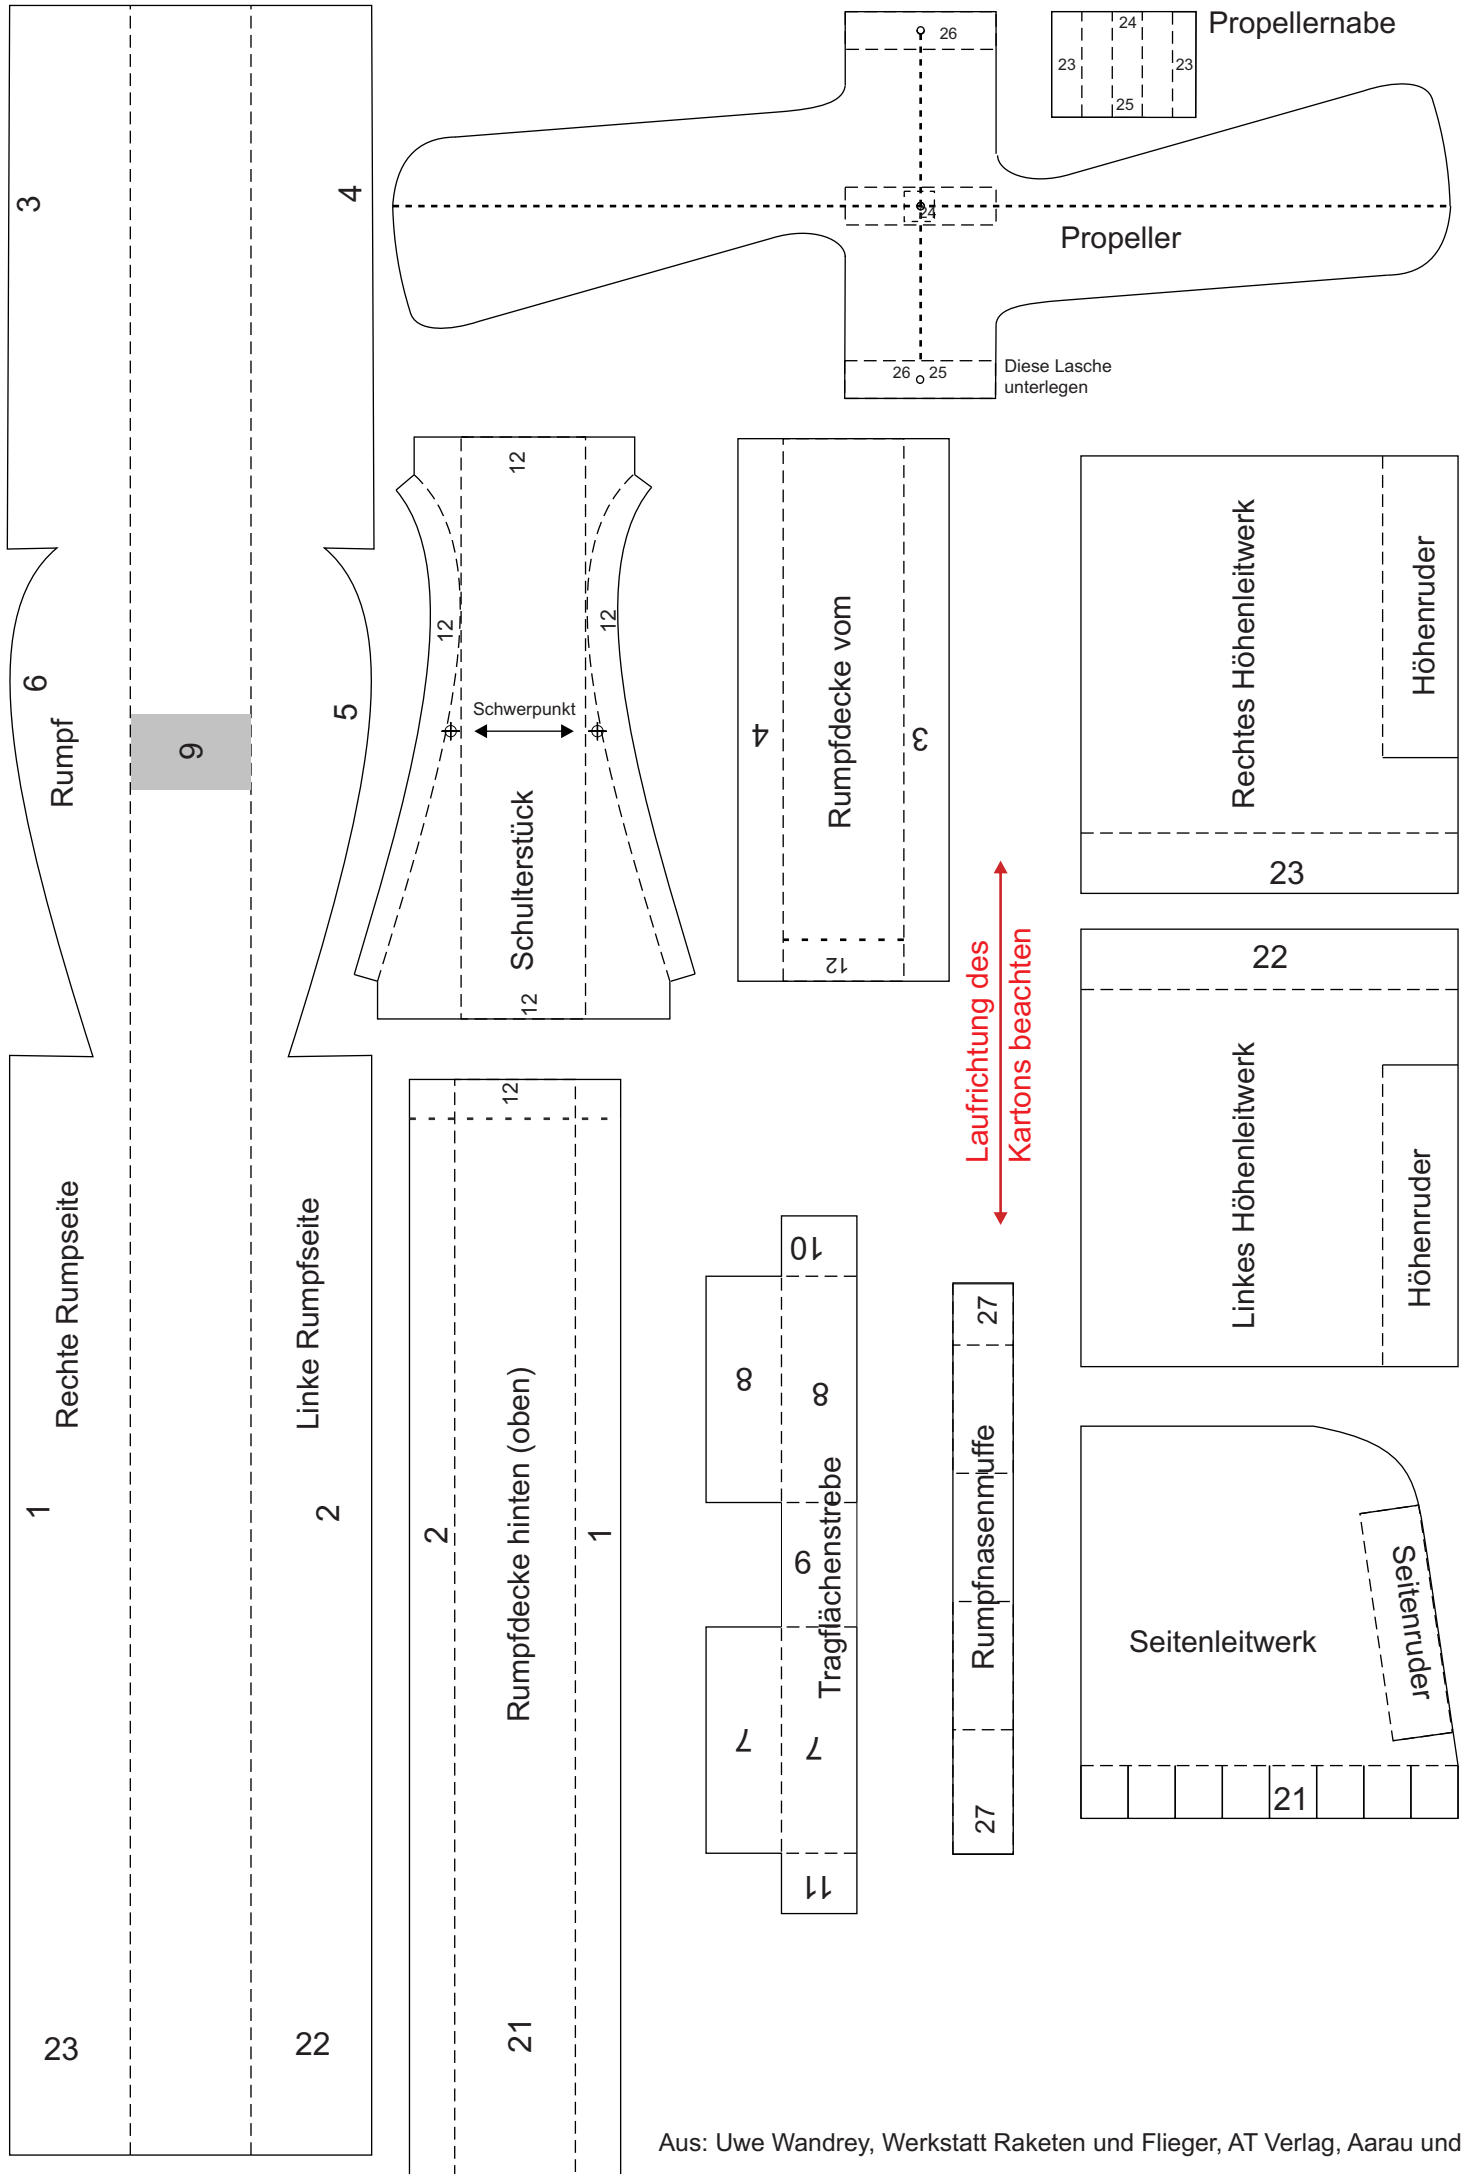 26
24
23
23
25
Propellernabe
3
4
24
Propeller
26
25
Diese Lasche
unterlegen
6
Rumpf
9
5
12
12
12
Schwerpunkt
Schulterstück
12
4
Rumpfdecke vom
3
12
Rechtes Höhenleitwerk
Höhenruder
23
Laufrichtung des
Kartons beachten
22
Linkes Höhenleitwerk
Höhenruder
Rechte Rumpseite
1
23
Linke Rumpfseite
2
22
12
2
Rumpfdecke hinten (oben)
1
21
10
8
8
9
Tragflächenstrebe
7
7
11
27
Rumpfnasenmuffe
27
Seitenleitwerk
Seitenruder
21
Aus: Uwe Wandrey, Werkstatt Raketen und Flieger, AT Verlag, Aarau und